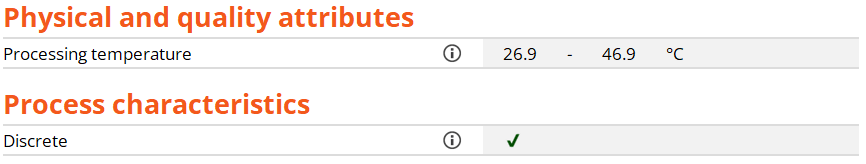 Physical and quality attributes
Processing temperature 26.9 - 46.9 °C
Process characteristics
Discrete ✔